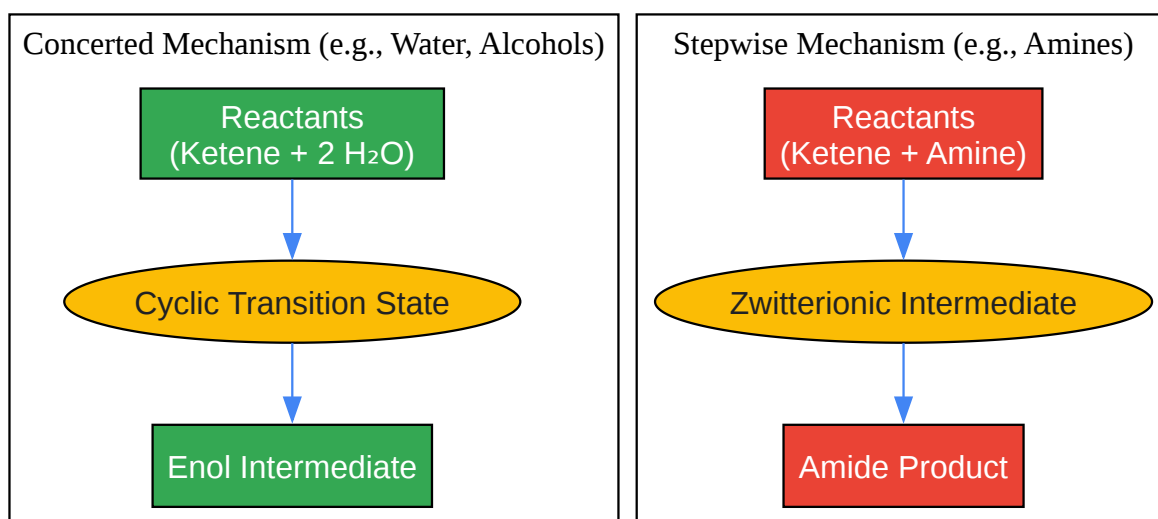 Concerted Mechanism (e.g., Water, Alcohols)
Reactants
(Ketene + 2 H₂O)
Cyclic Transition State
Enol Intermediate
Stepwise Mechanism (e.g., Amines)
Reactants
(Ketene + Amine)
Zwitterionic Intermediate
Amide Product